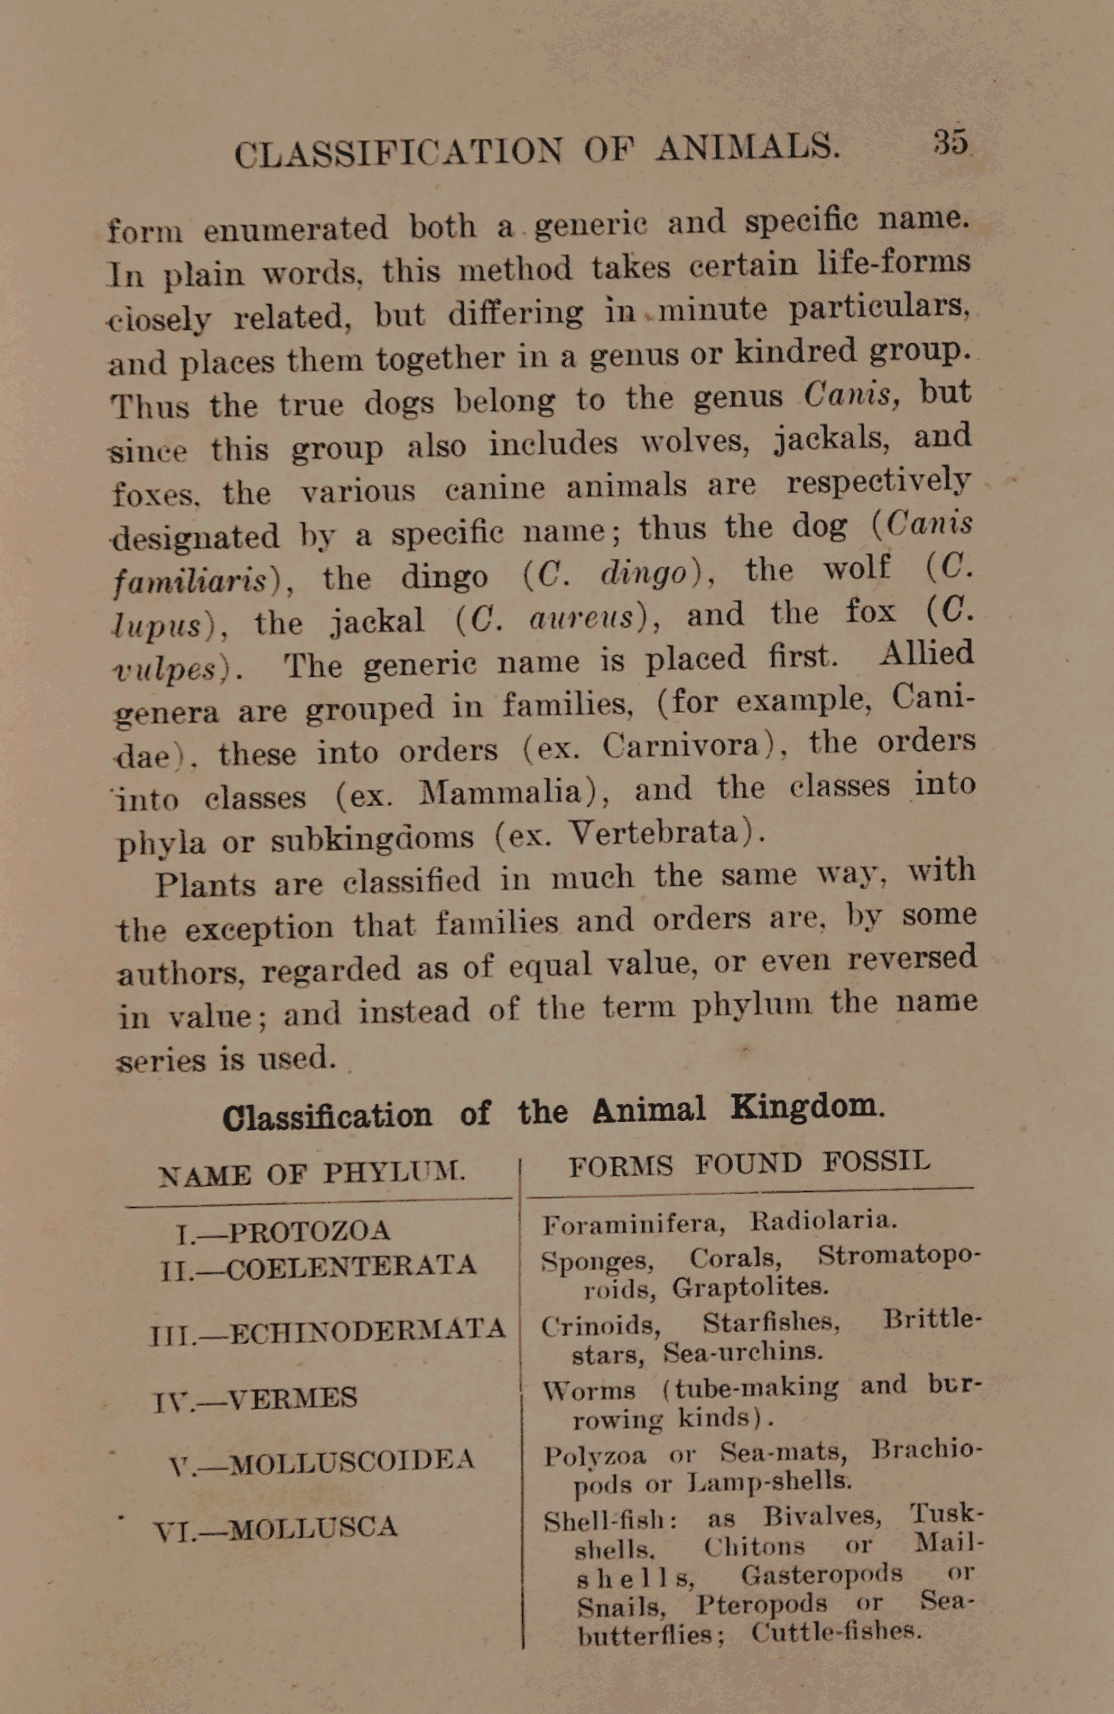 CLASSIFICATION OF ANIMALS. 35
form enumerated both a generic and specific name.
In plain words, this method takes certain life-forms
closely related, but differing in minute particulars,
and places them together in a genus or kindred group.
Thus the true dogs belong to the genus Canis, but
since this group also includes wolves, jackals, and
foxes, the various canine animals are respectively
designated by a specific name; thus the dog (Canis
familiaris), the dingo (C. dingo), the wolf (C.
lupus), the jackal (C. aureus), and the fox (C.
vulpes). The generic name is placed first. Allied
genera are grouped in families, (for example, Cani-
dae), these into orders (ex. Carnivora), the orders
into classes (ex. Mammalia), and the classes into
phyla or subkingdoms (ex. Vertebrata).
Plants are classified in much the same way, with
the exception that families and orders are, by some
authors, regarded as of equal value, or even reversed
in value; and instead of the term phylum the name
series is used.
Classification of the Animal Kingdom.
NAME OF PHYLUM. FORMS FOUND FOSSIL
I.—PROTOZOA Foraminifera, Radiolaria.
II.—COELENTERATA Sponges, Corals, Stromatopo-
roids, Graptolites.
III.—ECHINODERMATA Crinoids, Starfishes, Brittle-
stars, Sea-urchins.
IV.—VERMES Worms (tube-making and bur-
rowing kinds).
V.—MOLLUSCOIDEA Polyzoa or Sea-mats, Brachio-
pods or Lamp-shells.
VI.—MOLLUSCA Shell-fish: as Bivalves, Tusk-
shells, Chitons or Mail-
shells, Gasteropods or
Snails, Pteropods or Sea-
butterflies; Cuttle-fishes.